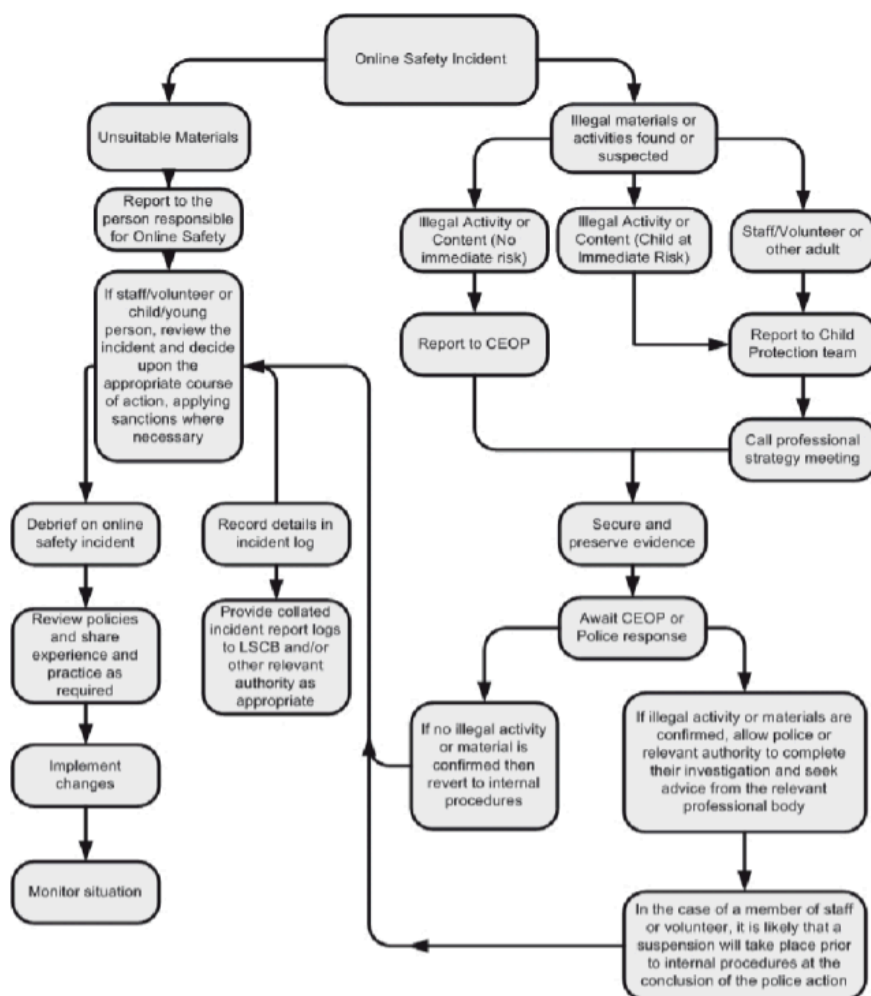 Online Safety Incident
Unsuitable Materials
Illegal materials or
activities found or
suspected
Report to the
person responsible
for Online Safety
Illegal Activity or
Content (No
immediate risk)
Illegal Activity or
Content (Child at
Immediate Risk)
Staff/Volunteer or
other adult
If staff/volunteer or
child/young
person, review the
incident and decide
upon the
appropriate course
of action, applying
sanctions where
necessary
Report to CEOP
Report to Child
Protection team
Call professional
strategy meeting
Debrief on online
safety incident
Record details in
incident log
Secure and
preserve evidence
Review policies
and share
experience and
practice as
required
Provide collated
incident report logs
to LSCB and/or
other relevant
authority as
appropriate
Await CEOP or
Police response
If no illegal activity
or material is
confirmed then
revert to internal
procedures
If illegal activity or materials are
confirmed, allow police or
relevant authority to complete
their investigation and seek
advice from the relevant
professional body
Implement
changes
Monitor situation
In the case of a member of staff
or volunteer, it is likely that a
suspension will take place prior
to internal procedures at the
conclusion of the police action